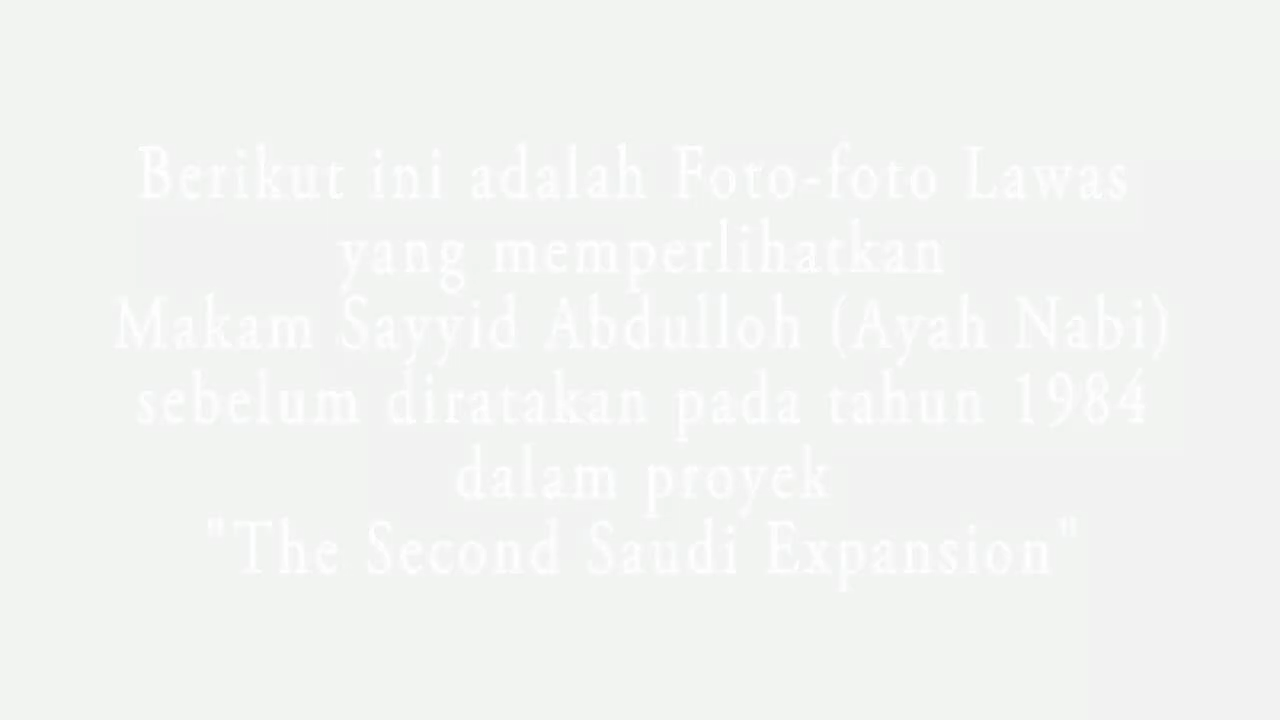 Berikut ini adalah Foto-foto Lawas
yang memperlihatkan
Makam Sayyid Abdulloh (Ayah Nabi)
sebelum diratakan pada tahun 1984
dalam proyek
"The Second Saudi Expansion"